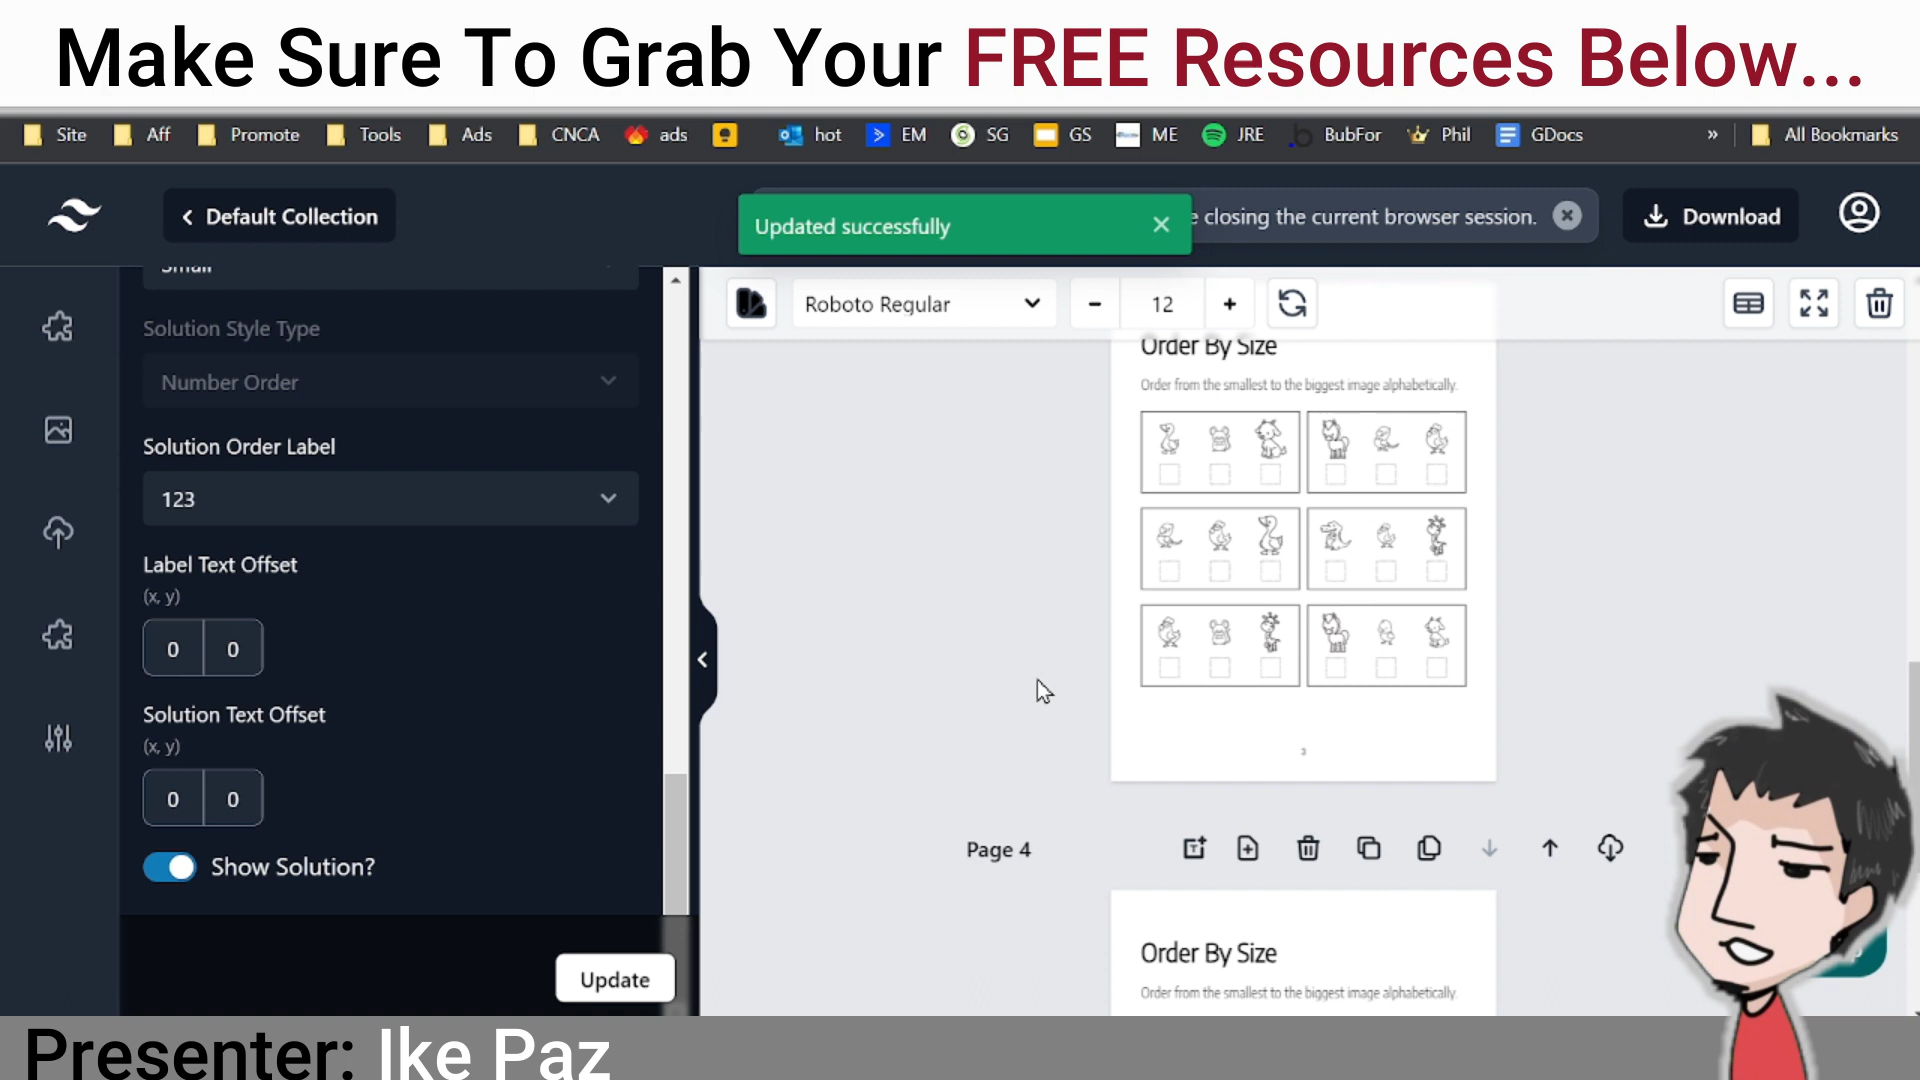 Make Sure To Grab Your FREE Resources Below...
Site Aff Promote Tools Ads CNCA ads hot EM SG GS ME JRE BubFor Phil GDocs » All Bookmarks
Default Collection
Updated successfully
closing the current browser session.
Download
Small
Roboto Regular
12
Solution Style Type
Number Order
Solution Order Label
123
Label Text Offset
(x, y)
0 0
Solution Text Offset
(x, y)
0 0
Show Solution?
Update
Order By Size
Order from the smallest to the biggest image alphabetically.
3
Page 4
Order By Size
Order from the smallest to the biggest image alphabetically.
Presenter: Ike Paz